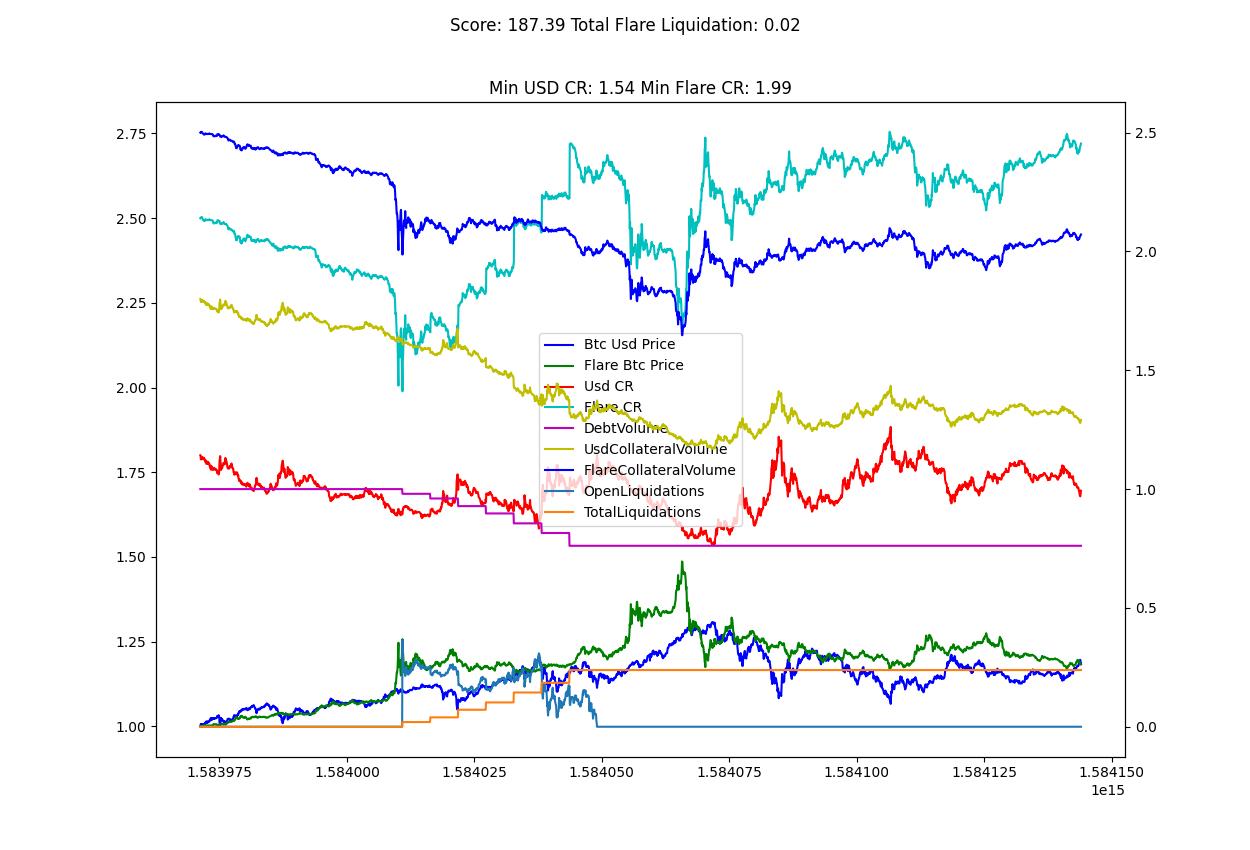 Score: 187.39 Total Flare Liquidation: 0.02
Min USD CR: 1.54 Min Flare CR: 1.99
2.75
2.50
2.25
2.00
1.75
1.50
1.25
1.00
2.5
2.0
1.5
1.0
0.5
0.0
Btc Usd Price
Flare Btc Price
Usd CR
Flare CR
DebtVolume
UsdCollateralVolume
FlareCollateralVolume
OpenLiquidations
TotalLiquidations
1.583975 1.584000 1.584025 1.584050 1.584075 1.584100 1.584125 1.584150
1e15